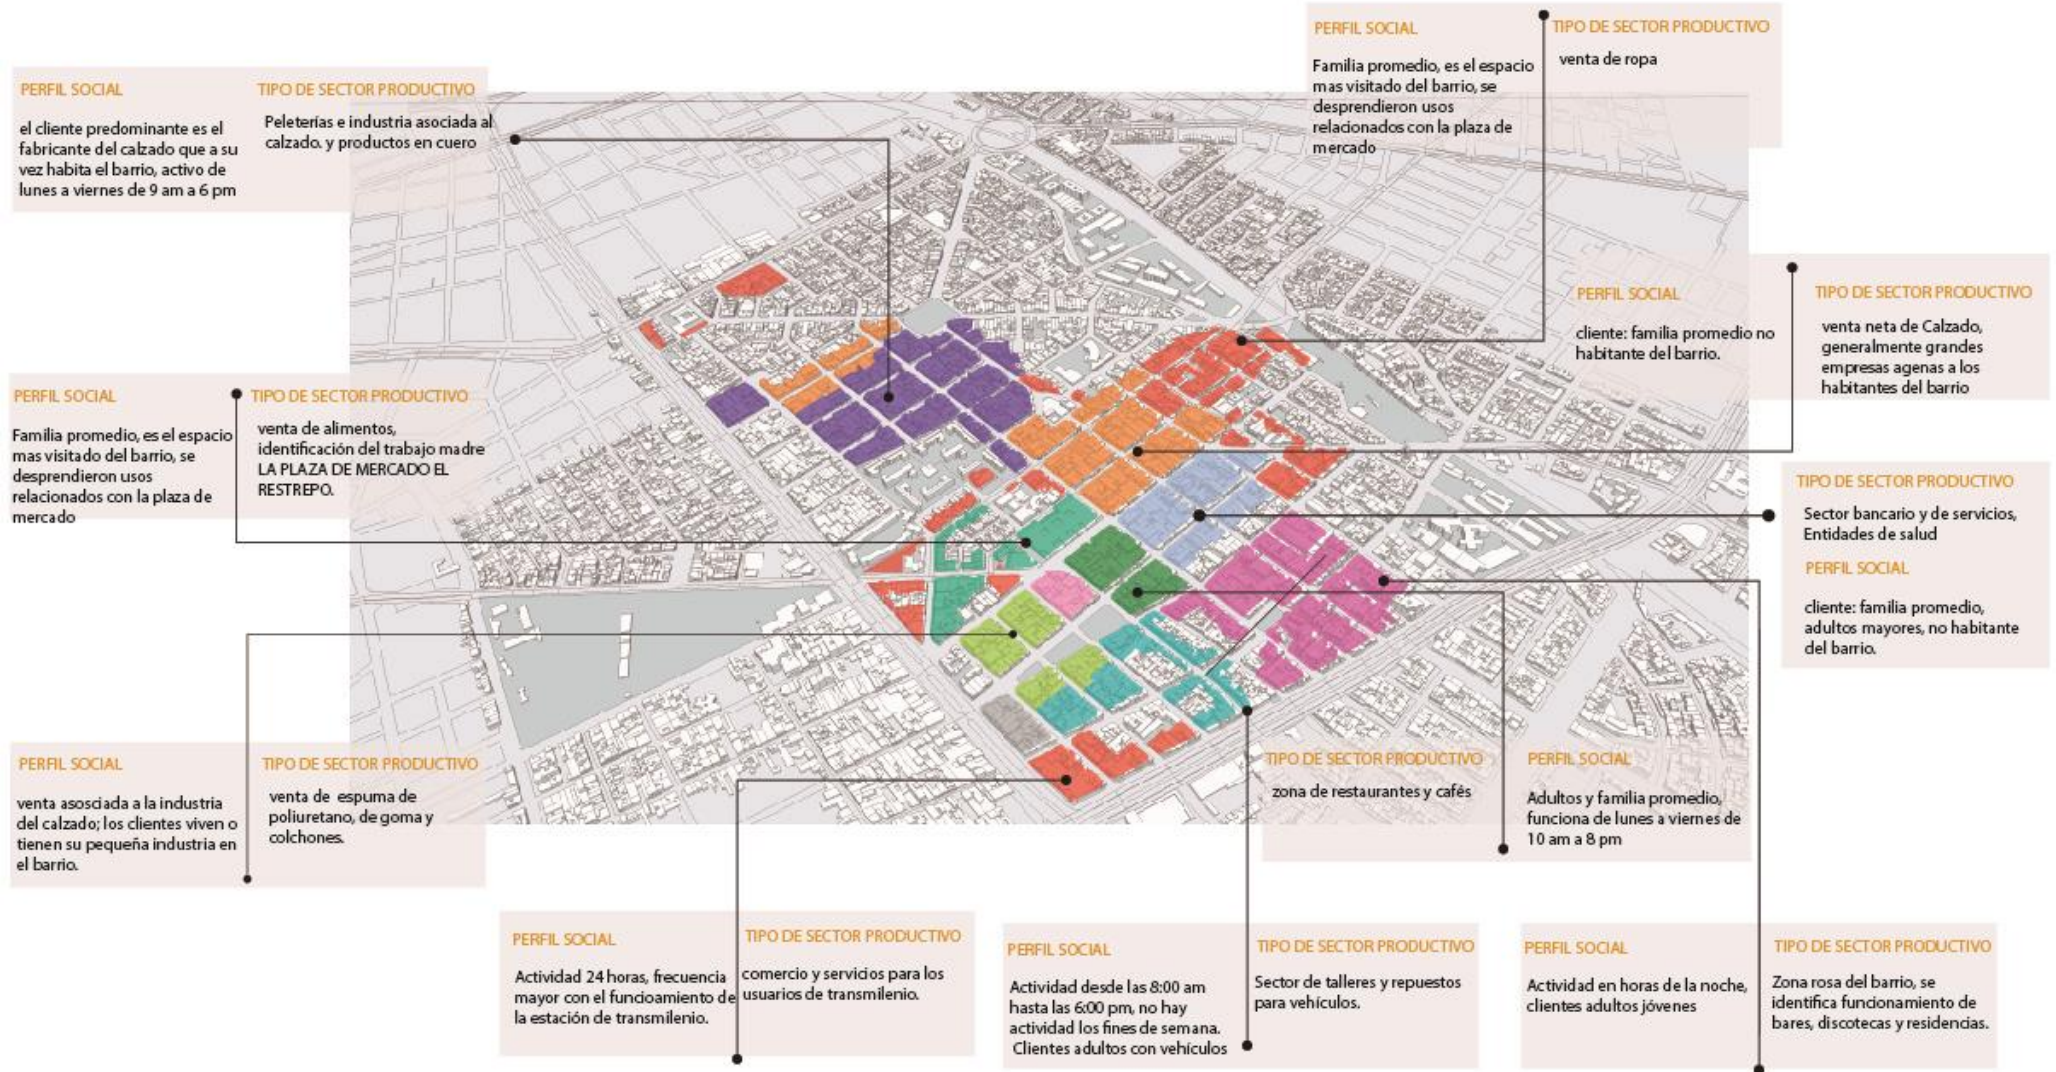 PERFIL SOCIAL
el cliente predominante es el
fabricante del calzado que a su
vez habita el barrio, activo de
lunes a viernes de 9 am a 6 pm
TIPO DE SECTOR PRODUCTIVO
Peleterías e industria asociada al
calzado. y productos en cuero
PERFIL SOCIAL
Familia promedio, es el espacio
mas visitado del barrio, se
desprendieron usos
relacionados con la plaza de
mercado
TIPO DE SECTOR PRODUCTIVO
venta de ropa
PERFIL SOCIAL
cliente: familia promedio no
habitante del barrio.
TIPO DE SECTOR PRODUCTIVO
venta neta de Calzado,
generalmente grandes
empresas agenas a los
habitantes del barrio
PERFIL SOCIAL
Familia promedio, es el espacio
mas visitado del barrio, se
desprendieron usos
relacionados con la plaza de
mercado
TIPO DE SECTOR PRODUCTIVO
venta de alimentos,
identificación del trabajo madre
LA PLAZA DE MERCADO EL
RESTREPO.
TIPO DE SECTOR PRODUCTIVO
Sector bancario y de servicios,
Entidades de salud
PERFIL SOCIAL
cliente: familia promedio,
adultos mayores, no habitante
del barrio.
PERFIL SOCIAL
venta asosciada a la industria
del calzado; los clientes viven o
tienen su pequeña industria en
el barrio.
TIPO DE SECTOR PRODUCTIVO
venta de espuma de
poliuretano, de goma y
colchones.
TIPO DE SECTOR PRODUCTIVO
zona de restaurantes y cafés
PERFIL SOCIAL
Adultos y familia promedio,
funciona de lunes a viernes de
10 am a 8 pm
PERFIL SOCIAL
Actividad 24 horas, frecuencia
mayor con el funcioamiento de
la estación de transmilenio.
TIPO DE SECTOR PRODUCTIVO
comercio y servicios para los
usuarios de transmilenio.
PERFIL SOCIAL
Actividad desde las 8:00 am
hasta las 6:00 pm, no hay
actividad los fines de semana.
Clientes adultos con vehículos
TIPO DE SECTOR PRODUCTIVO
Sector de talleres y repuestos
para vehículos.
PERFIL SOCIAL
Actividad en horas de la noche,
clientes adultos jóvenes
TIPO DE SECTOR PRODUCTIVO
Zona rosa del barrio, se
identifica funcionamiento de
bares, discotecas y residencias.